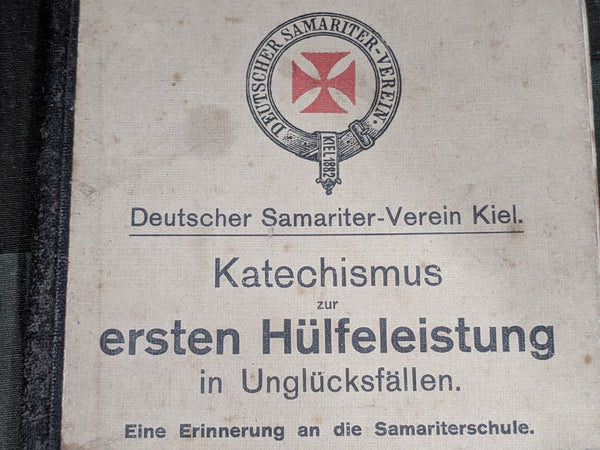 · DEUTSCHER SAMARITER-VEREIN ·
KIEL 1882
Deutscher Samariter-Verein Kiel.
Katechismus
zur
ersten Hülfeleistung
in Unglücksfällen.
Eine Erinnerung an die Samariterschule.